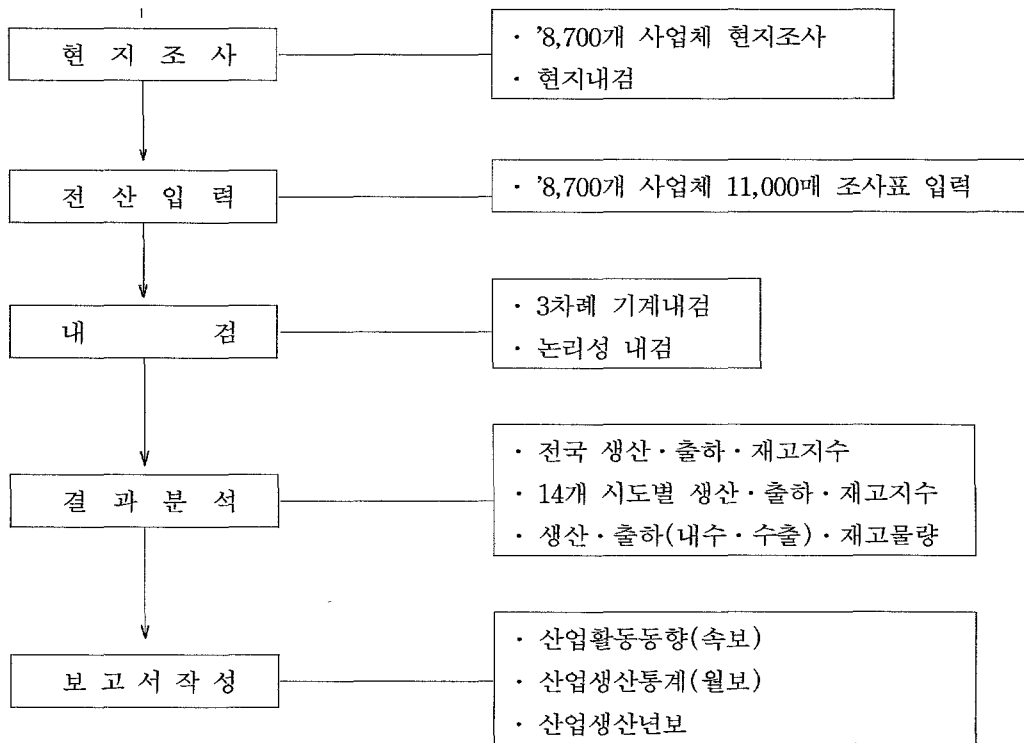 현 지 조 사
· '8,700개 사업체 현지조사
· 현지내검
전 산 입 력
· '8,700개 사업체 11,000매 조사표 입력
내 검
· 3차례 기계내검
· 논리성 내검
결 과 분 석
· 전국 생산·출하·재고지수
· 14개 시도별 생산·출하·재고지수
· 생산·출하(내수·수출)·재고물량
보 고 서 작 성
· 산업활동동향(속보)
· 산업생산통계(월보)
· 산업생산년보